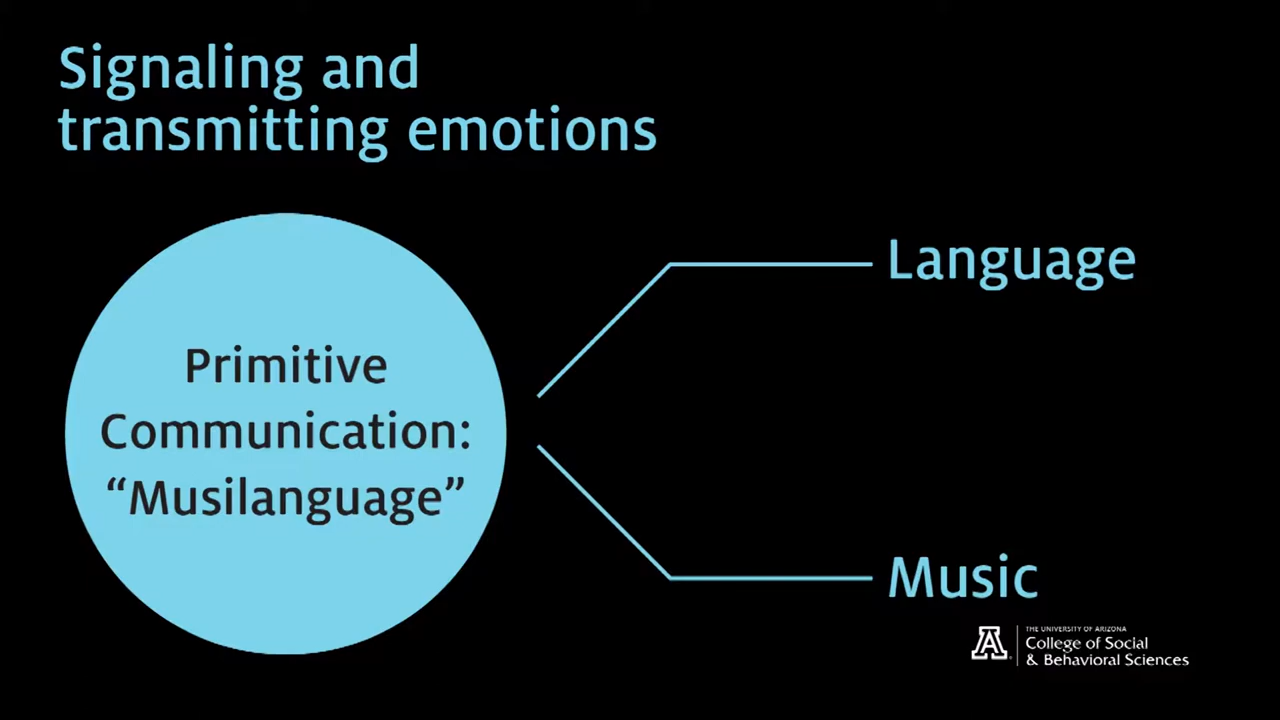 Signaling and
transmitting emotions
Primitive
Communication:
“Musilanguage”
Language
Music
THE UNIVERSITY OF ARIZONA
College of Social
& Behavioral Sciences
A